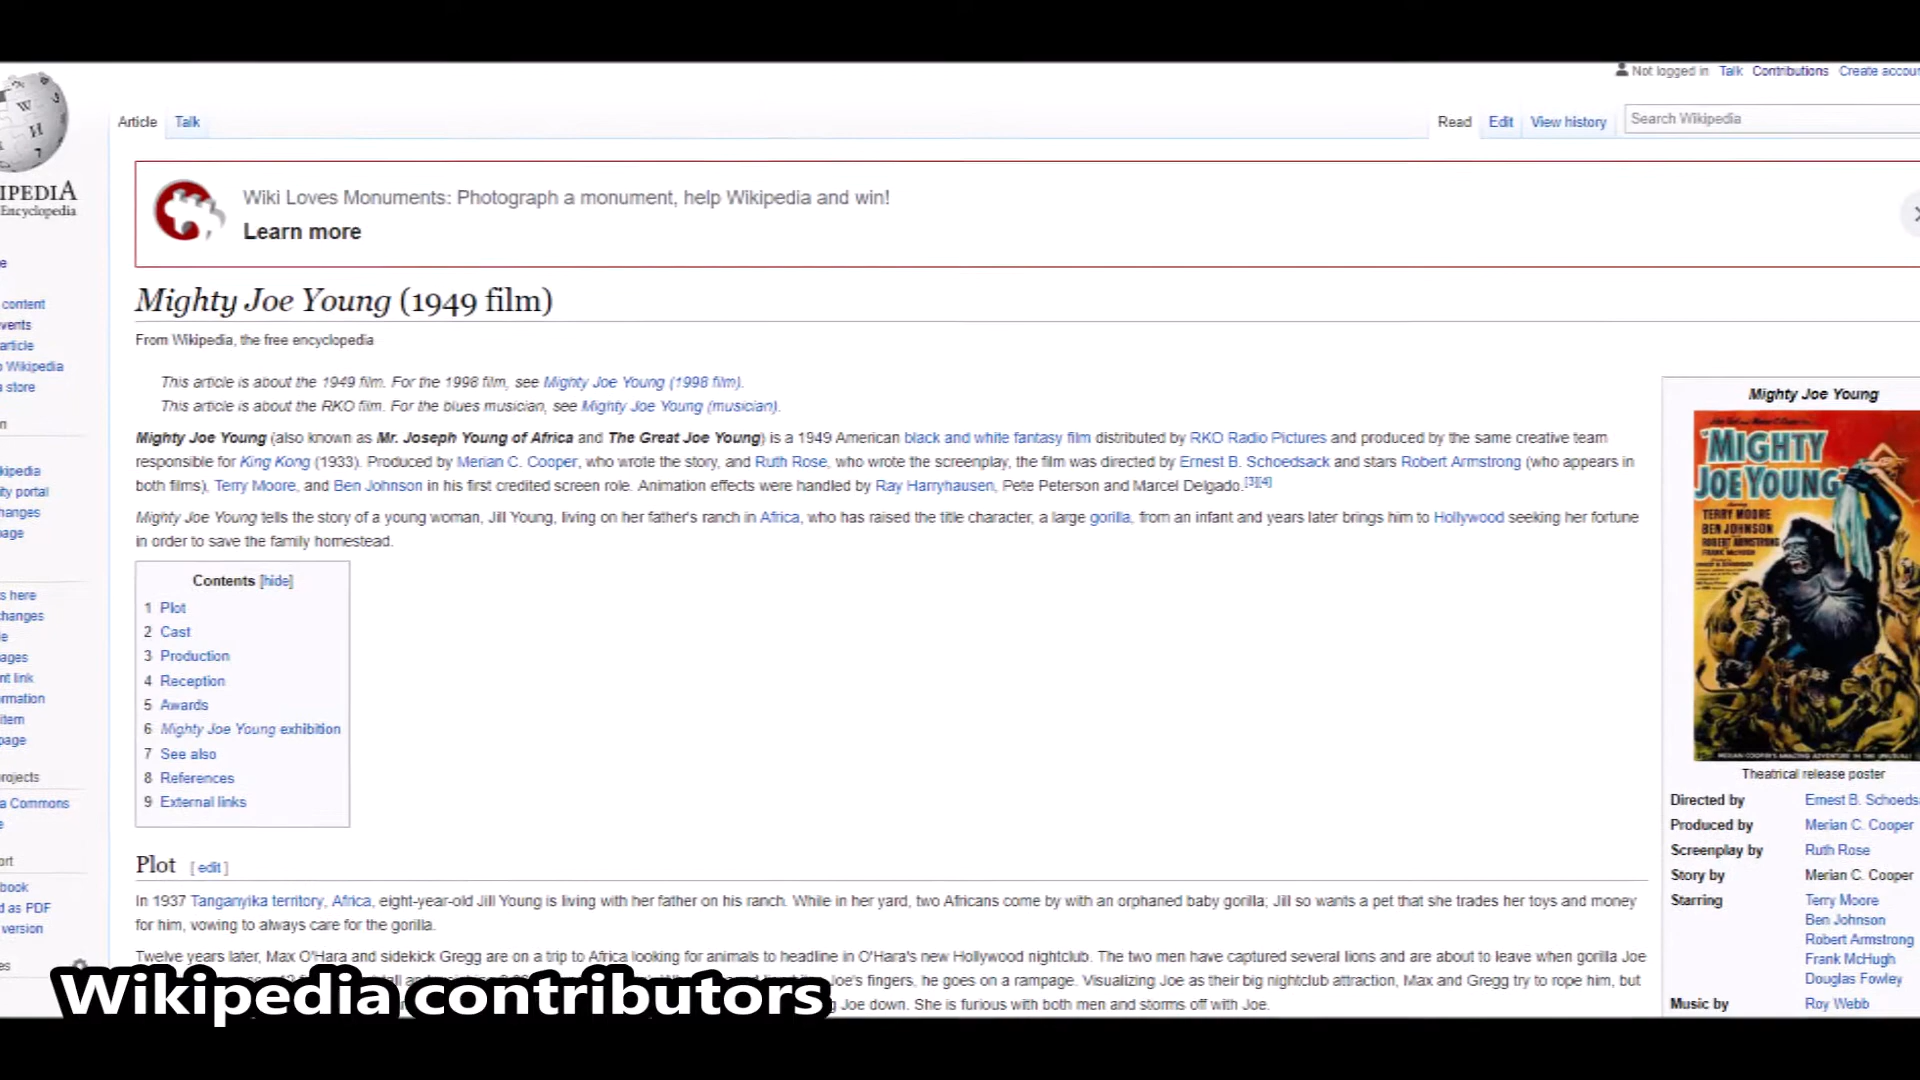 Not logged in Talk Contributions Create accou
Article Talk
Read Edit View history Search Wikipedia
IPEDIA
Encyclopedia
Wiki Loves Monuments: Photograph a monument, help Wikipedia and win!
Learn more
content
vents
article
Wikipedia
store
kipedia
ity portal
hanges
age
s here
hanges
e
ages
nt link
ormation
item
page
rojects
a Commons
e
ort
book
d as PDF
version
es
Mighty Joe Young (1949 film)
From Wikipedia, the free encyclopedia
This article is about the 1949 film. For the 1998 film, see Mighty Joe Young (1998 film).
This article is about the RKO film. For the blues musician, see Mighty Joe Young (musician).
Mighty Joe Young (also known as Mr. Joseph Young of Africa and The Great Joe Young) is a 1949 American black and white fantasy film distributed by RKO Radio Pictures and produced by the same creative team
responsible for King Kong (1933). Produced by Merian C. Cooper, who wrote the story, and Ruth Rose, who wrote the screenplay, the film was directed by Ernest B. Schoedsack and stars Robert Armstrong (who appears in
both films), Terry Moore, and Ben Johnson in his first credited screen role. Animation effects were handled by Ray Harryhausen, Pete Peterson and Marcel Delgado.[3][4]
Mighty Joe Young tells the story of a young woman, Jill Young, living on her father's ranch in Africa, who has raised the title character, a large gorilla, from an infant and years later brings him to Hollywood seeking her fortune
in order to save the family homestead.
Contents [hide]
1 Plot
2 Cast
3 Production
4 Reception
5 Awards
6 Mighty Joe Young exhibition
7 See also
8 References
9 External links
Plot [ edit ]
In 1937 Tanganyika territory, Africa, eight-year-old Jill Young is living with her father on his ranch. While in her yard, two Africans come by with an orphaned baby gorilla; Jill so wants a pet that she trades her toys and money
for him, vowing to always care for the gorilla.
Twelve years later, Max O'Hara and sidekick Gregg are on a trip to Africa looking for animals to headline in O'Hara's new Hollywood nightclub. The two men have captured several lions and are about to leave when gorilla Joe
Joe's fingers, he goes on a rampage. Visualizing Joe as their big nightclub attraction, Max and Gregg try to rope him, but
Joe down. She is furious with both men and storms off with Joe.
Mighty Joe Young
"MIGHTY
JOE YOUNG"
TERRY MOORE
BEN JOHNSON
ROBERT ARMSTRONG
FRANK McHUGH
Theatrical release poster
Directed by Ernest B. Schoeds
Produced by Merian C. Cooper
Screenplay by Ruth Rose
Story by Merian C. Cooper
Starring Terry Moore
Ben Johnson
Robert Armstrong
Frank McHugh
Douglas Fowley
Music by Roy Webb
Wikipedia contributors